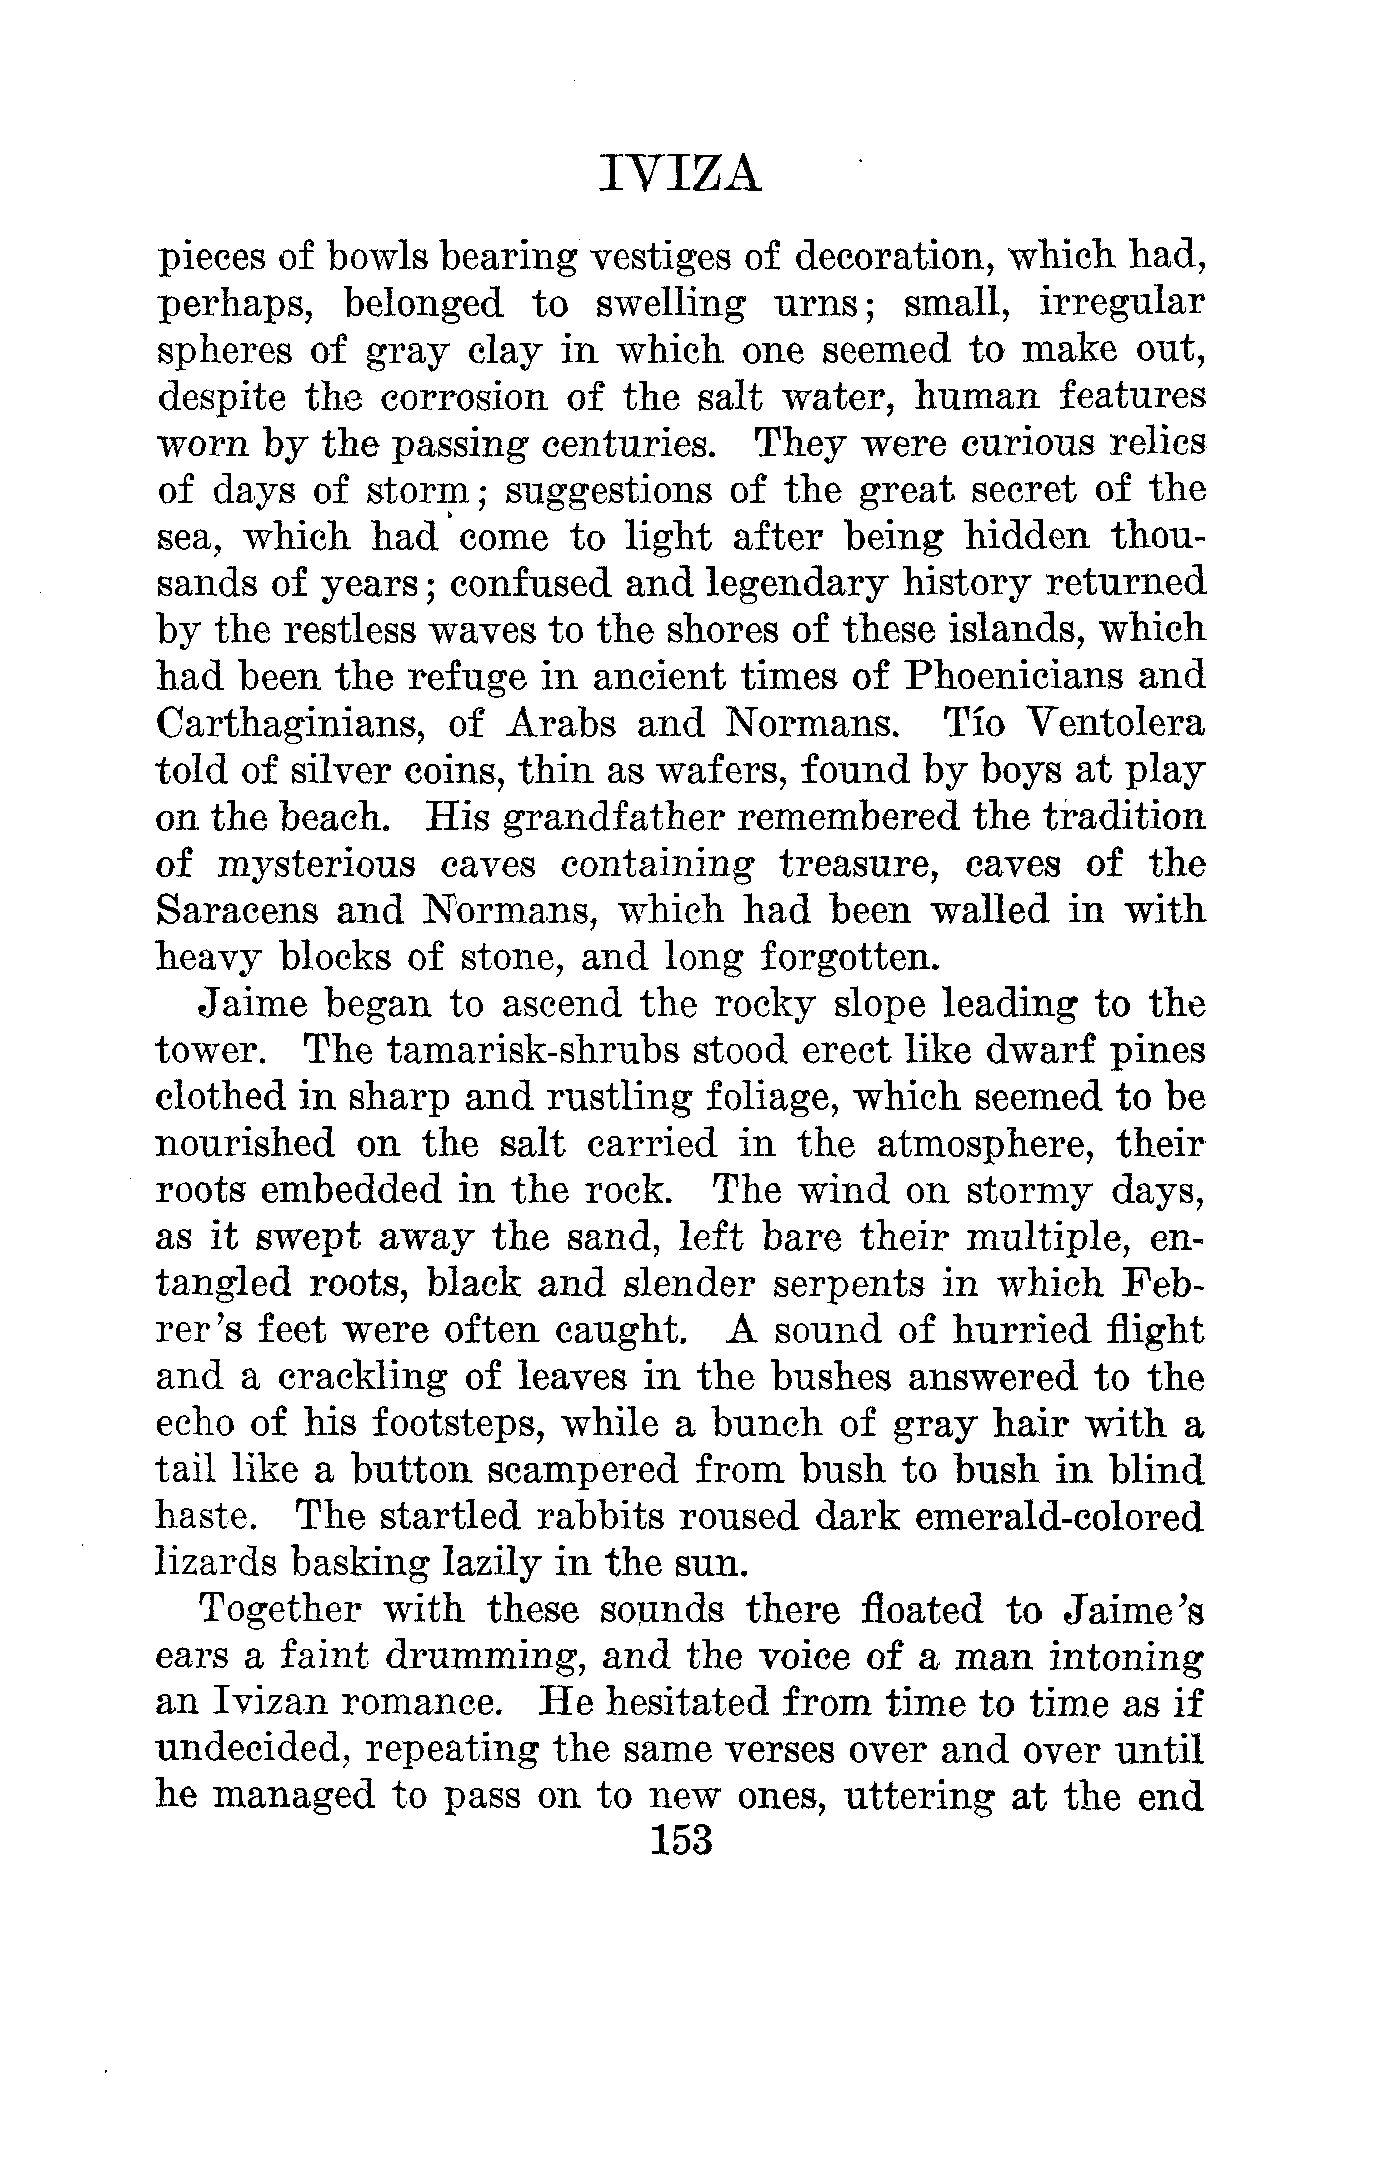 IVIZA
pieces of bowls bearing vestiges of decoration, which had,
perhaps, belonged to swelling urns; small, irregular
spheres of gray clay in which one seemed to make out,
despite the corrosion of the salt water, human features
worn by the passing centuries. They were curious relics
of days of storm; suggestions of the great secret of the
sea, which had come to light after being hidden thou-
sands of years; confused and legendary history returned
by the restless waves to the shores of these islands, which
had been the refuge in ancient times of Phoenicians and
Carthaginians, of Arabs and Normans. Tío Ventolera
told of silver coins, thin as wafers, found by boys at play
on the beach. His grandfather remembered the tradition
of mysterious caves containing treasure, caves of the
Saracens and Normans, which had been walled in with
heavy blocks of stone, and long forgotten.
Jaime began to ascend the rocky slope leading to the
tower. The tamarisk-shrubs stood erect like dwarf pines
clothed in sharp and rustling foliage, which seemed to be
nourished on the salt carried in the atmosphere, their
roots embedded in the rock. The wind on stormy days,
as it swept away the sand, left bare their multiple, en-
tangled roots, black and slender serpents in which Feb-
rer's feet were often caught. A sound of hurried flight
and a crackling of leaves in the bushes answered to the
echo of his footsteps, while a bunch of gray hair with a
tail like a button scampered from bush to bush in blind
haste. The startled rabbits roused dark emerald-colored
lizards basking lazily in the sun.
Together with these sounds there floated to Jaime's
ears a faint drumming, and the voice of a man intoning
an Ivizan romance. He hesitated from time to time as if
undecided, repeating the same verses over and over until
he managed to pass on to new ones, uttering at the end
153